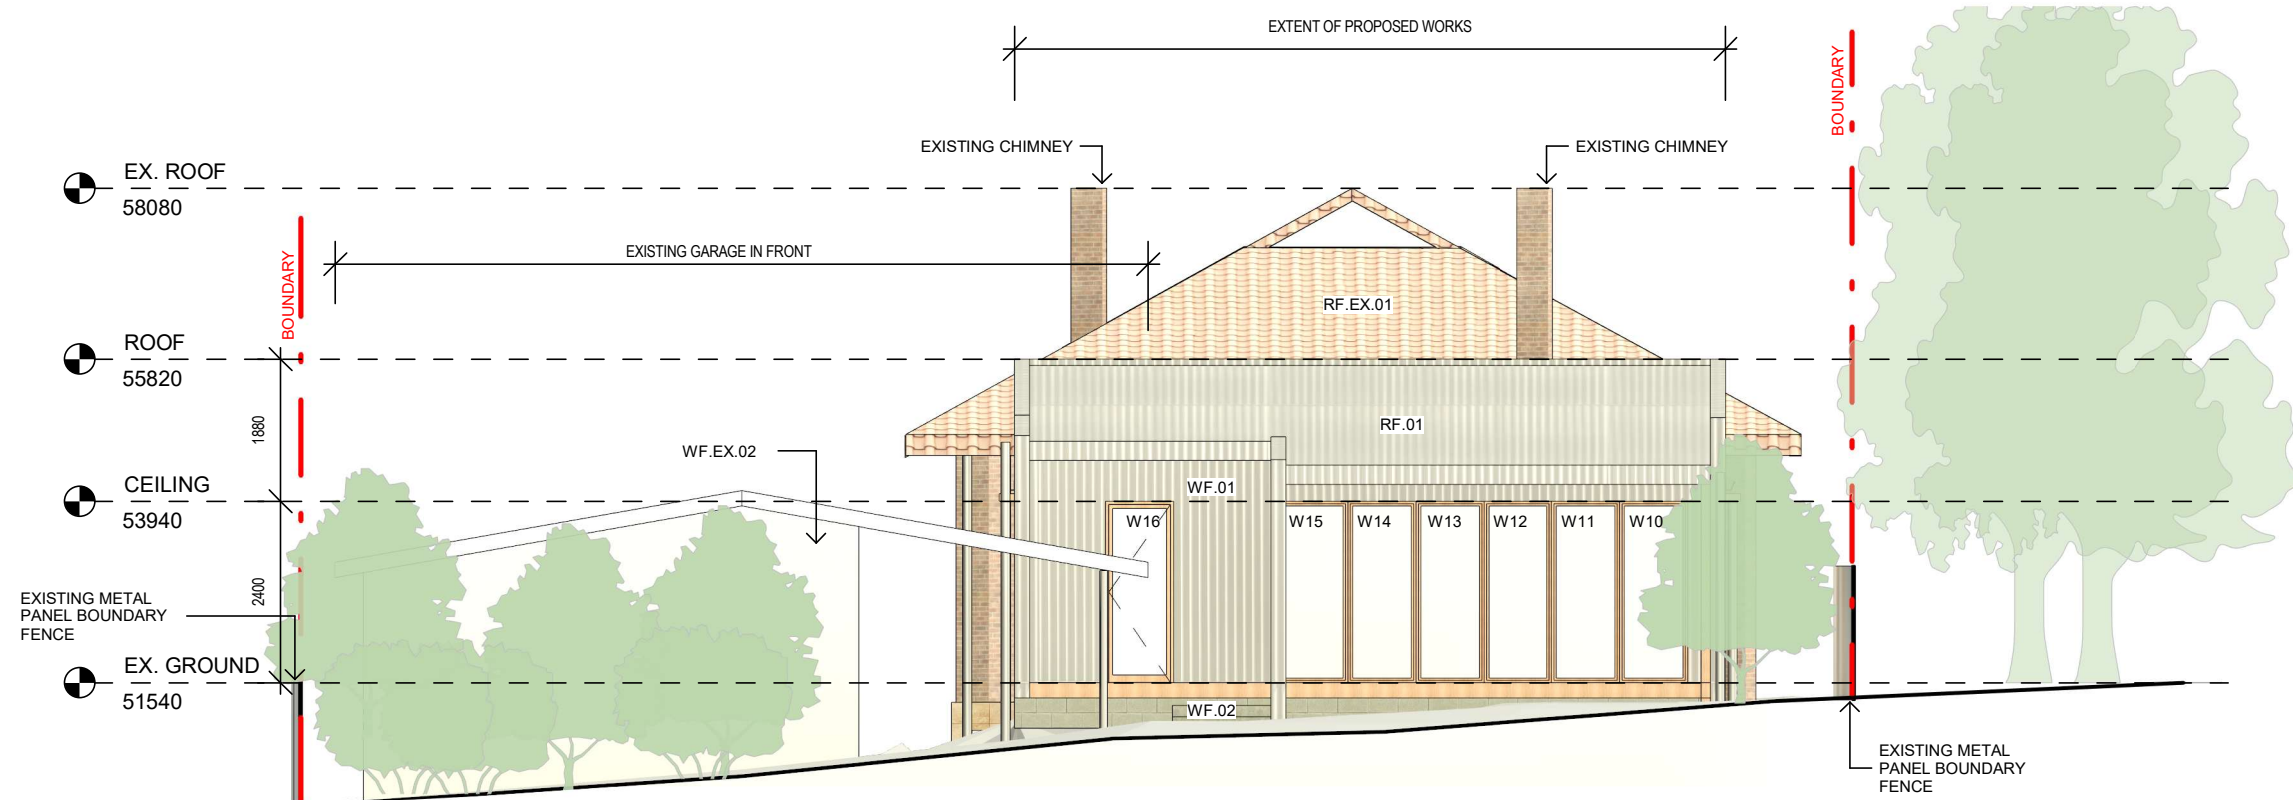 EXTENT OF PROPOSED WORKS
BOUNDARY
EXISTING CHIMNEY
EXISTING CHIMNEY
EX. ROOF
58080
EXISTING GARAGE IN FRONT
BOUNDARY
RF.EX.01
ROOF
55820
1880
RF.01
WF.EX.02
CEILING
53940
WF.01
W16
W15
W14
W13
W12
W11
W10
2400
EXISTING METAL
PANEL BOUNDARY
FENCE
EX. GROUND
51540
WF.02
EXISTING METAL
PANEL BOUNDARY
FENCE